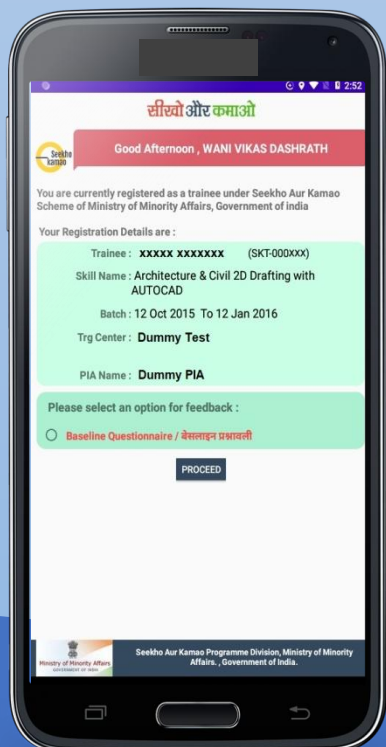 2:52
सीखो और कमाओ
Seekho
kamao
Good Afternoon , WANI VIKAS DASHRATH
You are currently registered as a trainee under Seekho Aur Kamao
Scheme of Ministry of Minority Affairs, Government of india
Your Registration Details are :
Trainee : xxxxx xxxxxxx (SKT-000xxx)
Skill Name : Architecture & Civil 2D Drafting with
AUTOCAD
Batch : 12 Oct 2015 To 12 Jan 2016
Trg Center : Dummy Test
PIA Name : Dummy PIA
Please select an option for feedback :
Baseline Questionnaire / बेसलाइन प्रश्नावली
PROCEED
Ministry of Minority Affairs
GOVERNMENT OF INDIA
Seekho Aur Kamao Programme Division, Ministry of Minority
Affairs. , Government of India.